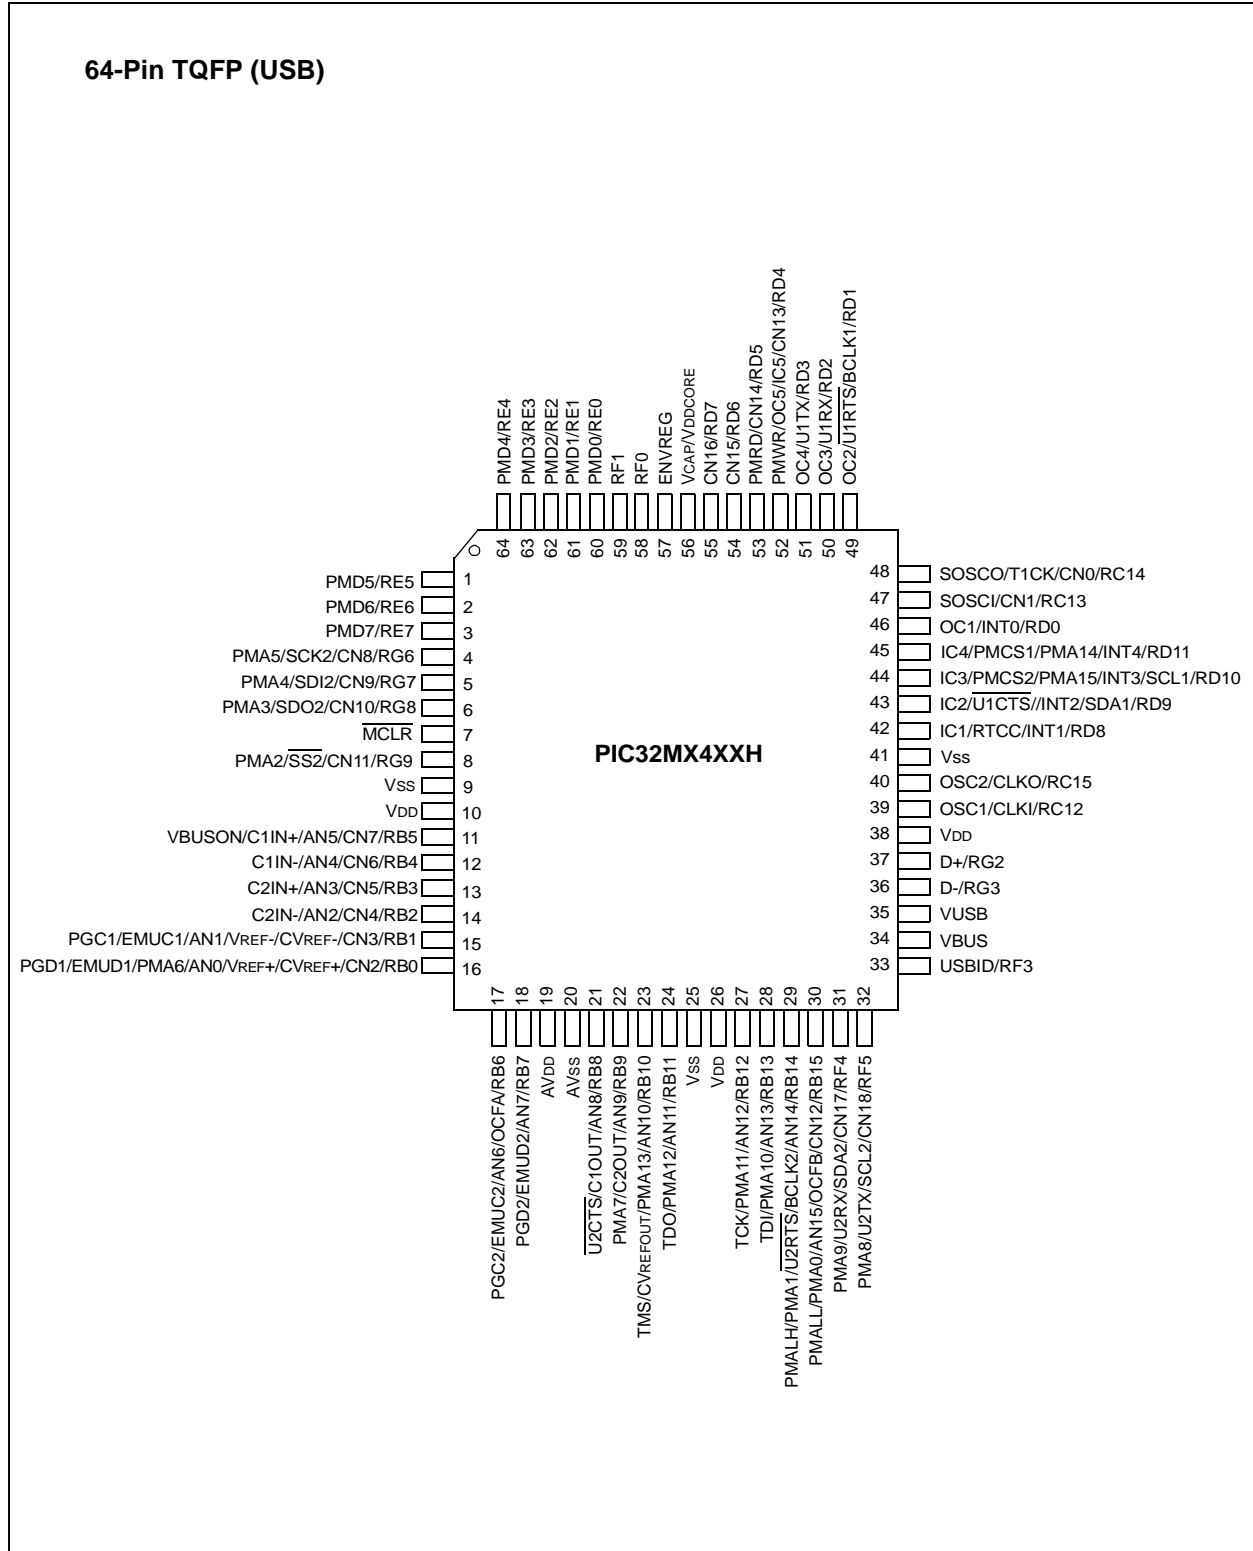 64-Pin TQFP (USB)
PMD4/RE4
PMD3/RE3
PMD2/RE2
PMD1/RE1
PMD0/RE0
RF1
RF0
ENVREG
VCAP/VDDCORE
CN16/RD7
CN15/RD6
PMRD/CN14/RD5
PMWR/OC5/IC5/CN13/RD4
OC4/U1TX/RD3
OC3/U1RX/RD2
OC2/U1RTS/BCLK1/RD1
64 63 62 61 60 59 58 57 56 55 54 53 52 51 50 49
PMD5/RE5 1
PMD6/RE6 2
PMD7/RE7 3
PMA5/SCK2/CN8/RG6 4
PMA4/SDI2/CN9/RG7 5
PMA3/SDO2/CN10/RG8 6
MCLR 7
PMA2/SS2/CN11/RG9 8
VSS 9
VDD 10
VBUSON/C1IN+/AN5/CN7/RB5 11
C1IN-/AN4/CN6/RB4 12
C2IN+/AN3/CN5/RB3 13
C2IN-/AN2/CN4/RB2 14
PGC1/EMUC1/AN1/VREF-/CVREF-/CN3/RB1 15
PGD1/EMUD1/PMA6/AN0/VREF+/CVREF+/CN2/RB0 16
PIC32MX4XXH
48 SOSCO/T1CK/CN0/RC14
47 SOSCI/CN1/RC13
46 OC1/INT0/RD0
45 IC4/PMCS1/PMA14/INT4/RD11
44 IC3/PMCS2/PMA15/INT3/SCL1/RD10
43 IC2/U1CTS//INT2/SDA1/RD9
42 IC1/RTCC/INT1/RD8
41 Vss
40 OSC2/CLKO/RC15
39 OSC1/CLKI/RC12
38 VDD
37 D+/RG2
36 D-/RG3
35 VUSB
34 VBUS
33 USBID/RF3
17 18 19 20 21 22 23 24 25 26 27 28 29 30 31 32
PGC2/EMUC2/AN6/OCFA/RB6
PGD2/EMUD2/AN7/RB7
AVDD
AVSS
U2CTS/C1OUT/AN8/RB8
PMA7/C2OUT/AN9/RB9
TMS/CVREFOUT/PMA13/AN10/RB10
TDO/PMA12/AN11/RB11
VSS
VDD
TCK/PMA11/AN12/RB12
TDI/PMA10/AN13/RB13
PMALH/PMA1/U2RTS/BCLK2/AN14/RB14
PMALL/PMA0/AN15/OCFB/CN12/RB15
PMA9/U2RX/SDA2/CN17/RF4
PMA8/U2TX/SCL2/CN18/RF5